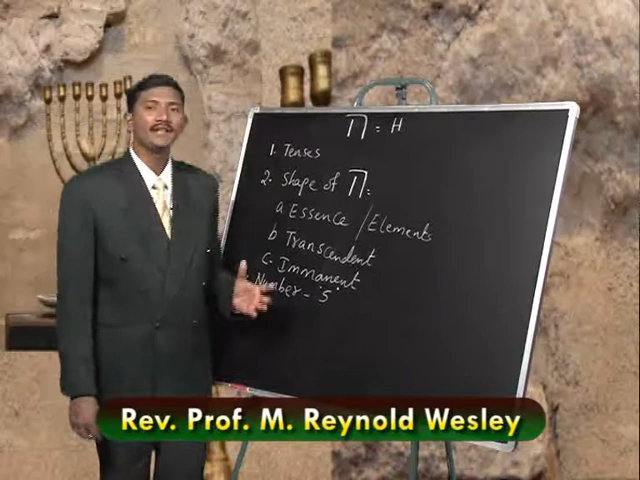 ה = H
1. Tenses
2. Shape of ה:
a Essence / Elements
b Transcendent
c. Immanent
Number - '5'
Rev. Prof. M. Reynold Wesley